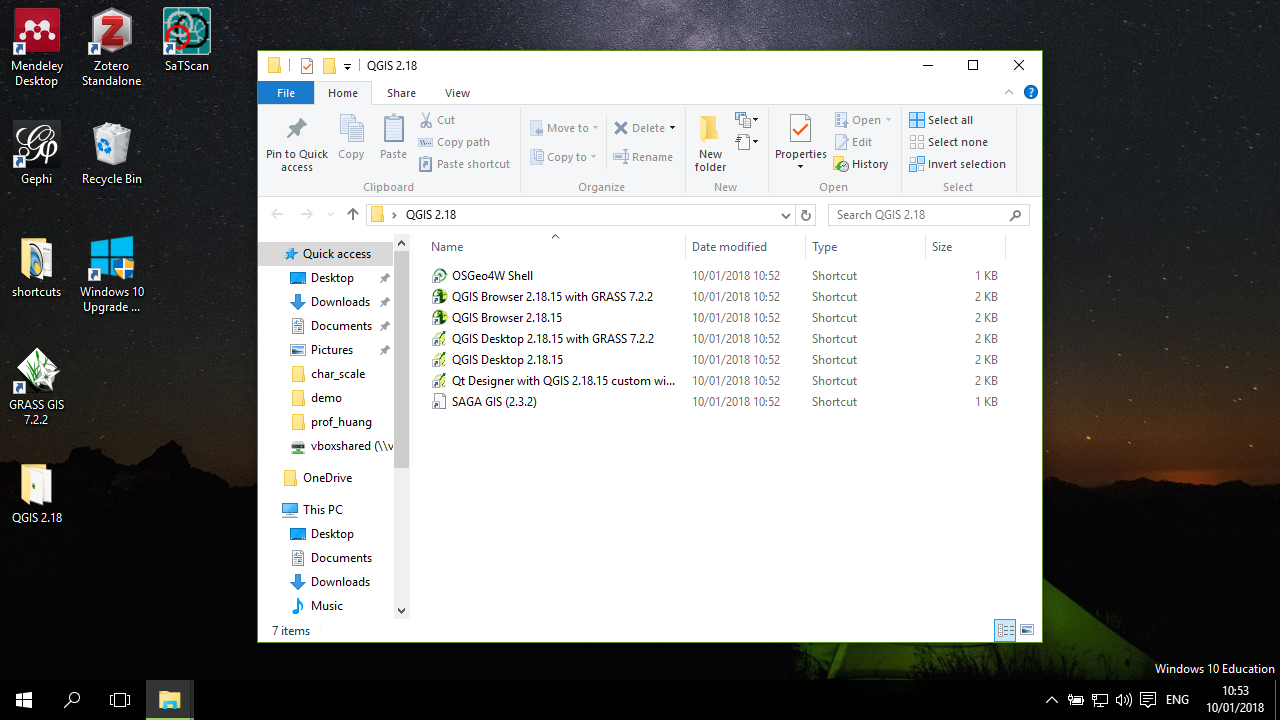 Mendeley Desktop
Zotero Standalone
SaTScan
Gephi
Recycle Bin
shortcuts
Windows 10 Upgrade ...
GRASS GIS 7.2.2
QGIS 2.18
QGIS 2.18
File
Home
Share
View
Pin to Quick access
Copy
Paste
Cut
Copy path
Paste shortcut
Clipboard
Move to
Copy to
Delete
Rename
Organize
New folder
New
Properties
Open
Edit
History
Open
Select all
Select none
Invert selection
Select
QGIS 2.18
Search QGIS 2.18
Quick access
Desktop
Downloads
Documents
Pictures
char_scale
demo
prof_huang
vboxshared (\\v
OneDrive
This PC
Desktop
Documents
Downloads
Music
Name Date modified Type Size
OSGeo4W Shell 10/01/2018 10:52 Shortcut 1 KB
QGIS Browser 2.18.15 with GRASS 7.2.2 10/01/2018 10:52 Shortcut 2 KB
QGIS Browser 2.18.15 10/01/2018 10:52 Shortcut 2 KB
QGIS Desktop 2.18.15 with GRASS 7.2.2 10/01/2018 10:52 Shortcut 2 KB
QGIS Desktop 2.18.15 10/01/2018 10:52 Shortcut 2 KB
Qt Designer with QGIS 2.18.15 custom wi... 10/01/2018 10:52 Shortcut 2 KB
SAGA GIS (2.3.2) 10/01/2018 10:52 Shortcut 1 KB
7 items
Windows 10 Education
ENG
10:53
10/01/2018